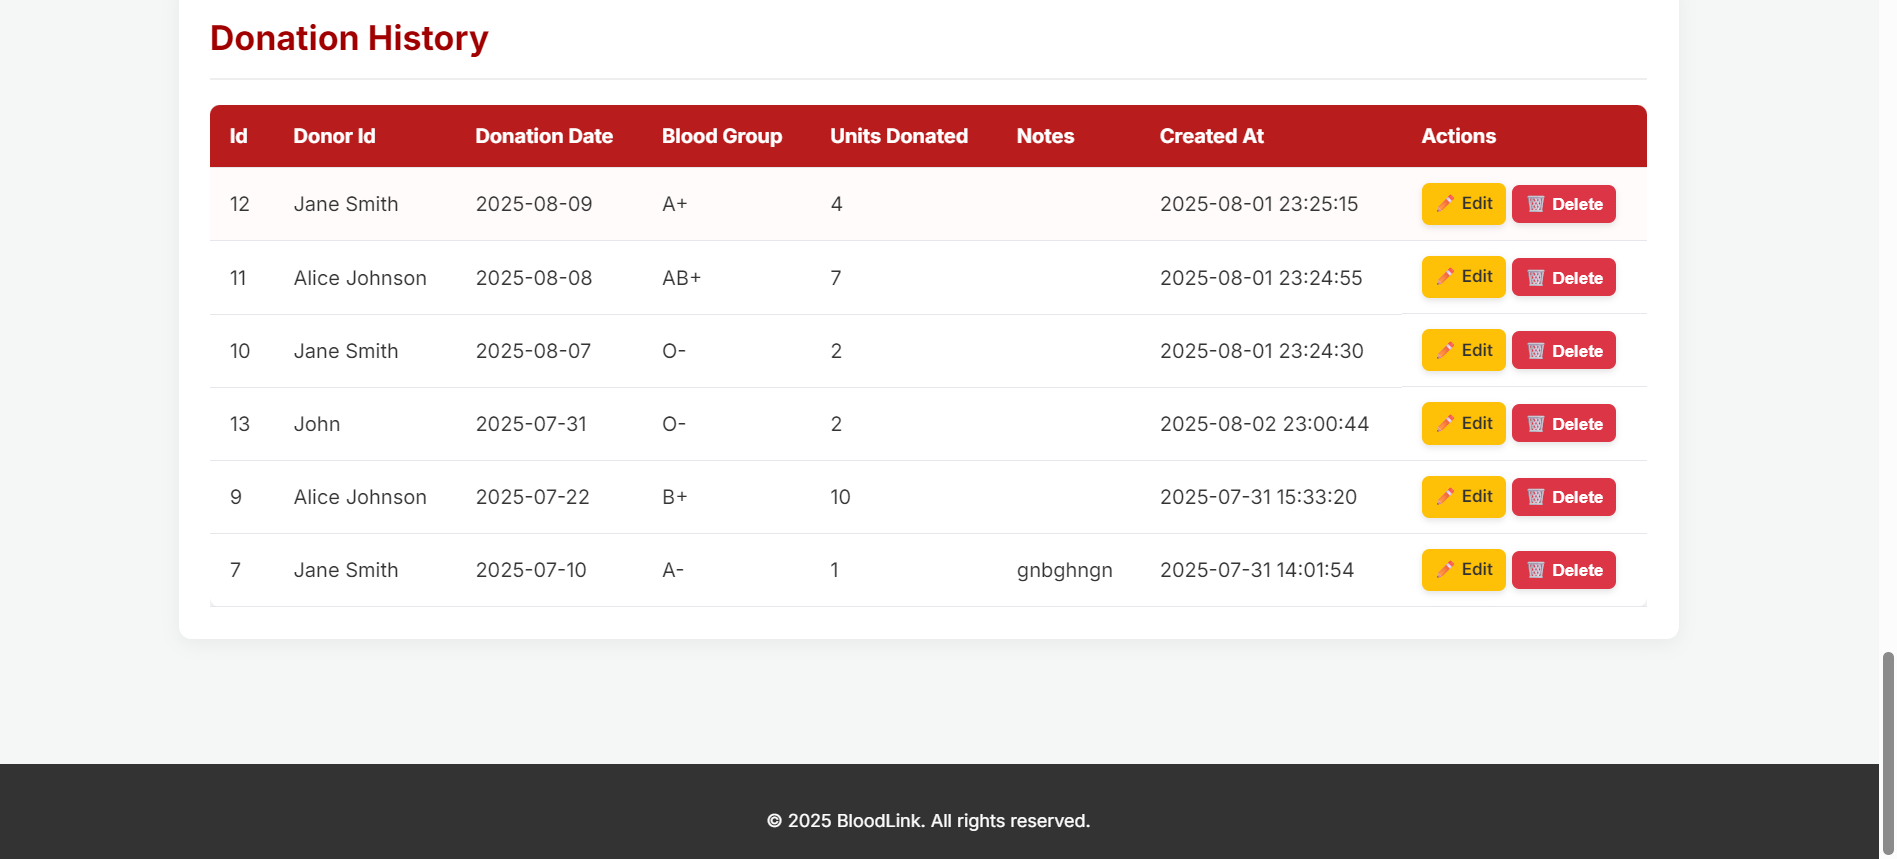 Donation History
Id Donor Id Donation Date Blood Group Units Donated Notes Created At Actions
12 Jane Smith 2025-08-09 A+ 4 2025-08-01 23:25:15 Edit Delete
11 Alice Johnson 2025-08-08 AB+ 7 2025-08-01 23:24:55 Edit Delete
10 Jane Smith 2025-08-07 O- 2 2025-08-01 23:24:30 Edit Delete
13 John 2025-07-31 O- 2 2025-08-02 23:00:44 Edit Delete
9 Alice Johnson 2025-07-22 B+ 10 2025-07-31 15:33:20 Edit Delete
7 Jane Smith 2025-07-10 A- 1 gnbghngn 2025-07-31 14:01:54 Edit Delete
© 2025 BloodLink. All rights reserved.